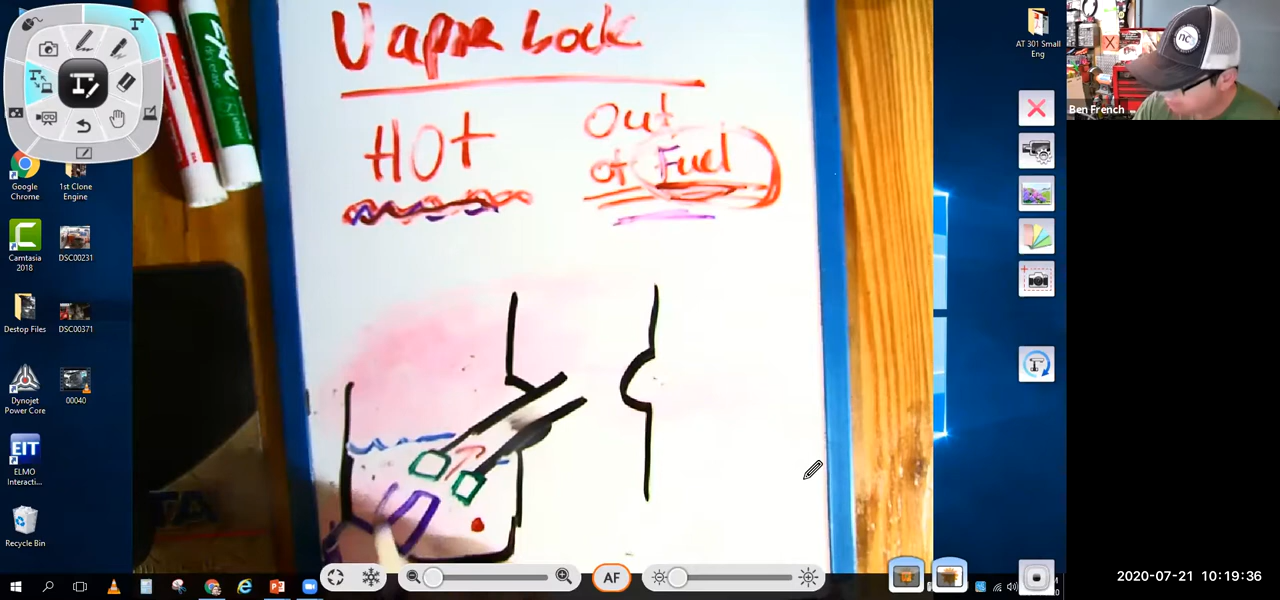 Vapor Lock
HOT
Out
of Fuel
EXPO
AT 301 Small
Eng
Ben French
nc
Google
Chrome
1st Clone
Engine
Camtasia
2018
DSC00231
Destop Files
DSC00371
Dynojet
Power Core
00040
EIT
ELMO
Interacti...
Recycle Bin
AF
2020-07-21 10:19:36